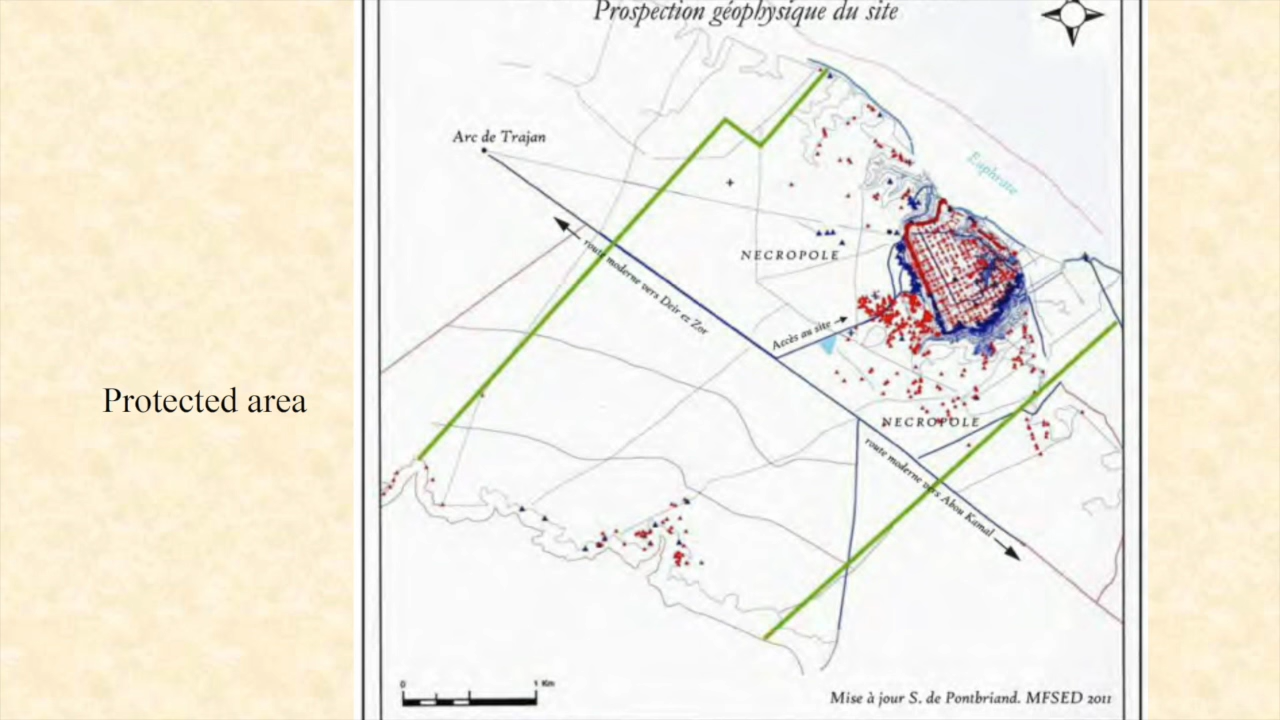 Prospection géophysique du site
Arc de Trajan
Euphrate
NECROPOLE
route moderne vers Deir ez Zor
Accès au site
Protected area
NECROPOLE
route moderne vers Abou Kamal
0 1 Km
Mise à jour S. de Pontbriand. MFSED 2011